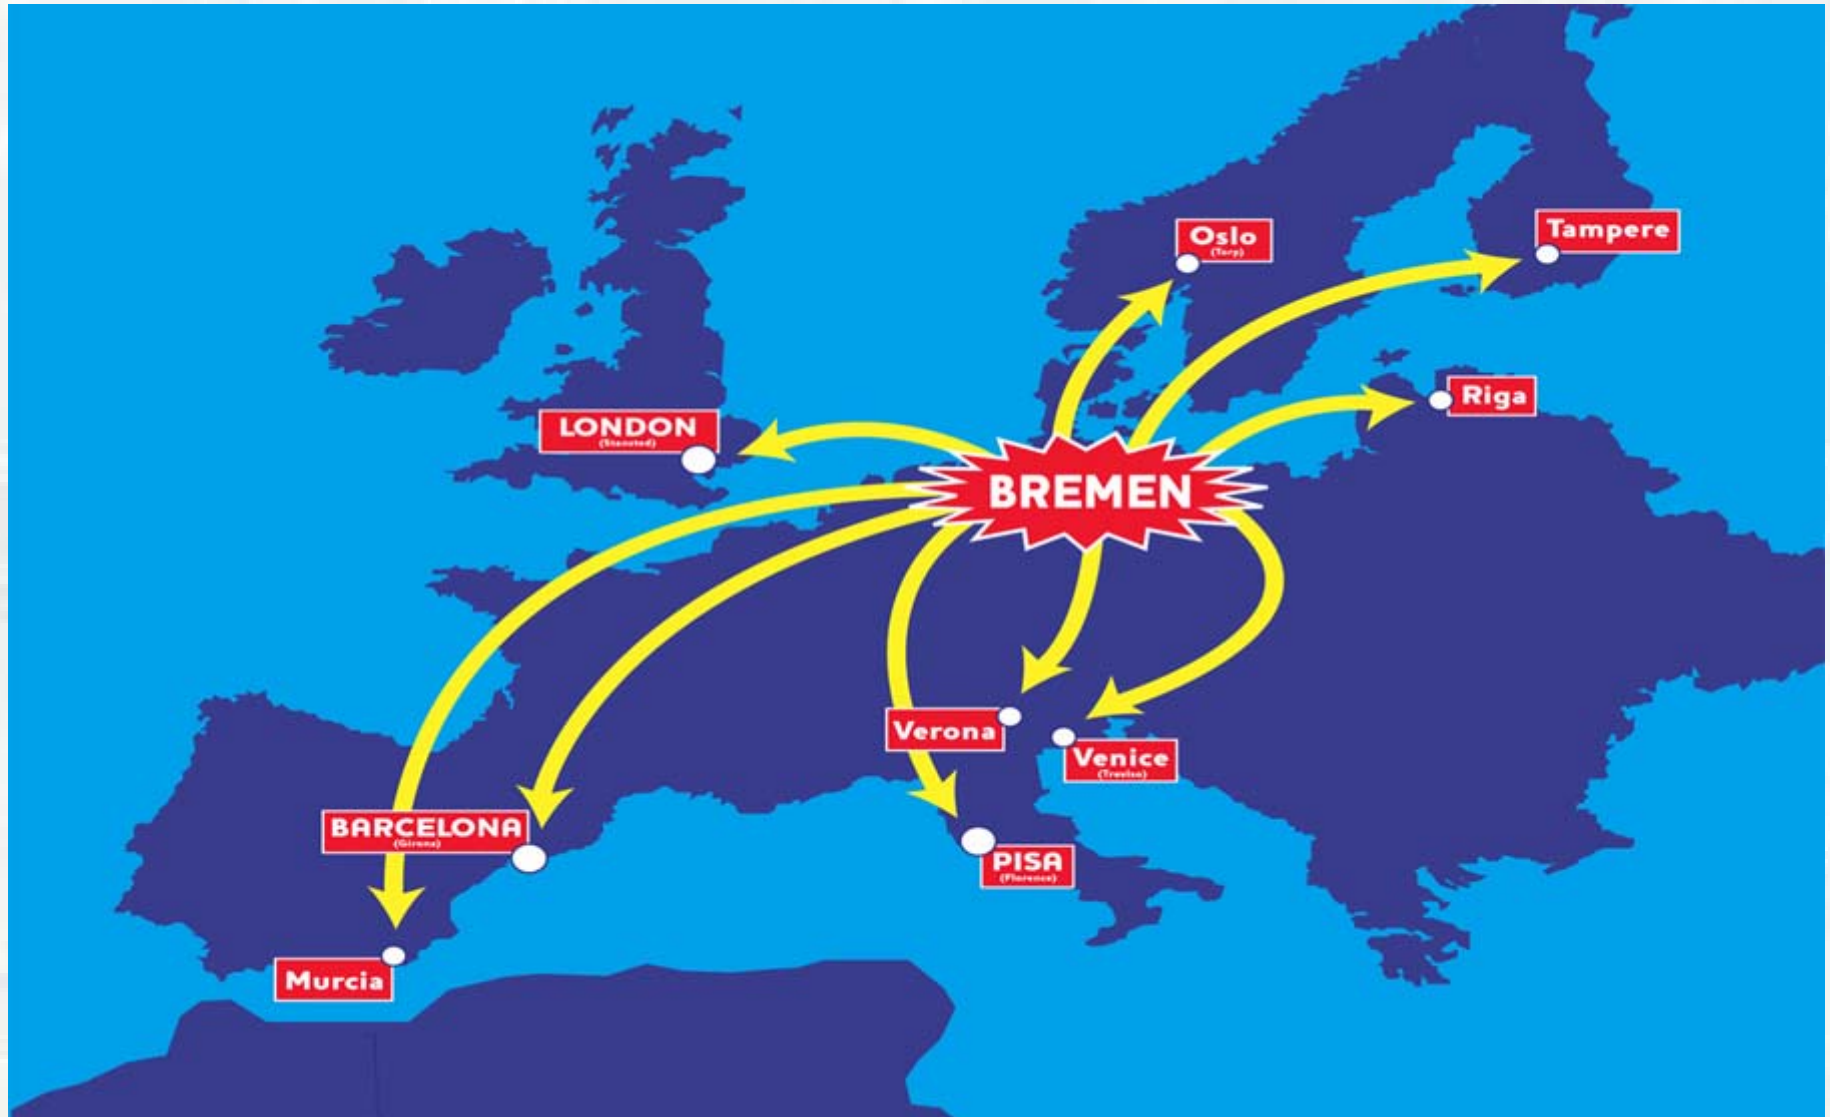 Oslo
(Torp)
Tampere
Riga
LONDON
(Stansted)
BREMEN
Verona
Venice
(Treviso)
BARCELONA
(Girona)
PISA
(Florence)
Murcia